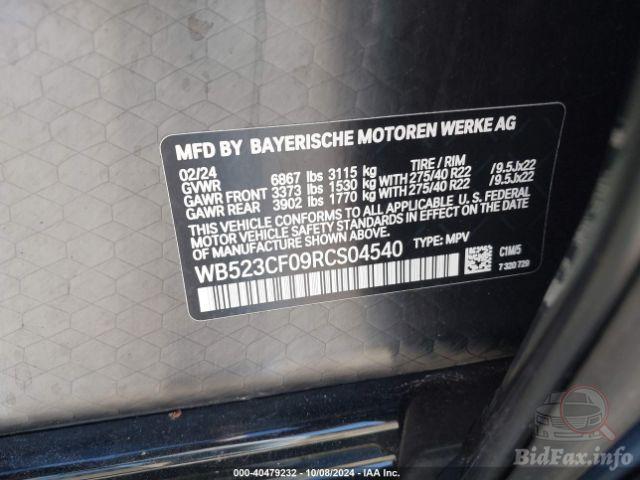 MFD BY BAYERISCHE MOTOREN WERKE AG
02/24 TIRE / RIM
GVWR 6867 lbs 3115 kg
GAWR FRONT 3373 lbs 1530 kg WITH 275/40 R22 /9.5Jx22
GAWR REAR 3902 lbs 1770 kg WITH 275/40 R22 /9.5Jx22
THIS VEHICLE CONFORMS TO ALL APPLICABLE U. S. FEDERAL
MOTOR VEHICLE SAFETY STANDARDS IN EFFECT ON THE DATE
OF MANUFACTURE SHOWN ABOVE.
WB523CF09RCS04540 TYPE: MPV
C1M/5
7 320 729
BidFax.info
000-40479232 - 10/08/2024 - IAA Inc.